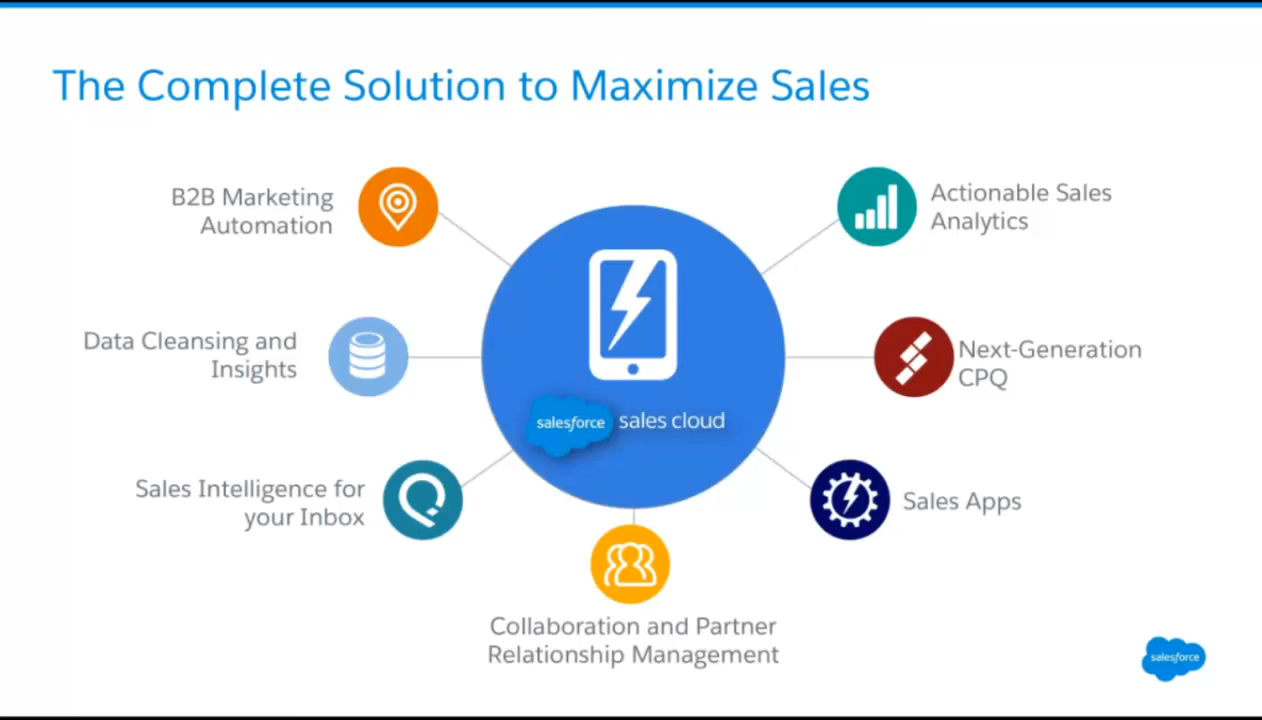 The Complete Solution to Maximize Sales
B2B Marketing
Automation
Actionable Sales
Analytics
Data Cleansing and
Insights
Next-Generation
CPQ
salesforce sales cloud
Sales Intelligence for
your Inbox
Sales Apps
Collaboration and Partner
Relationship Management
salesforce